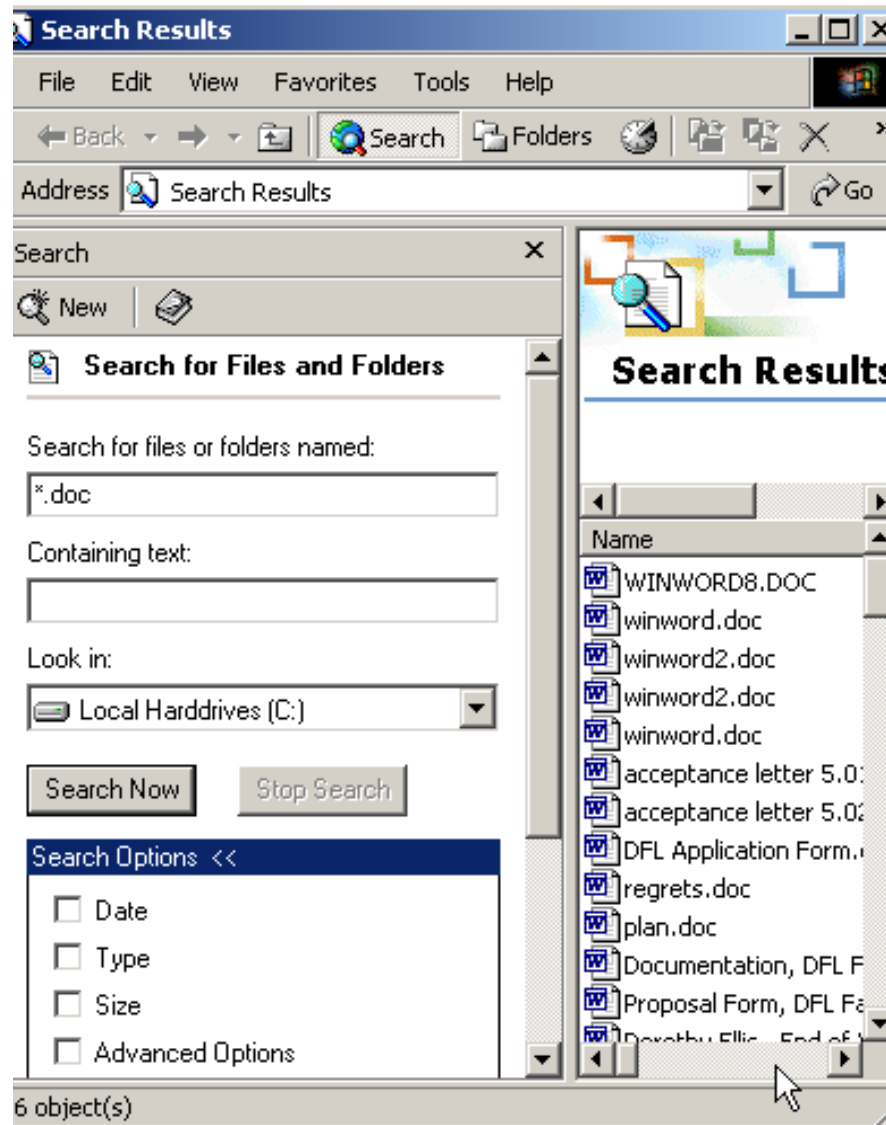 Search Results
File Edit View Favorites Tools Help
Back Search Folders
Address Search Results Go
Search
New
Search for Files and Folders
Search for files or folders named:
*.doc
Containing text:
Look in:
Local Harddrives (C:)
Search Now Stop Search
Search Options <<
Date
Type
Size
Advanced Options
Search Results
Name
WINWORD8.DOC
winword.doc
winword2.doc
winword2.doc
winword.doc
acceptance letter 5.0
acceptance letter 5.0
DFL Application Form.
regrets.doc
plan.doc
Documentation, DFL F
Proposal Form, DFL Fa
Dorothy Ellis End of
6 object(s)